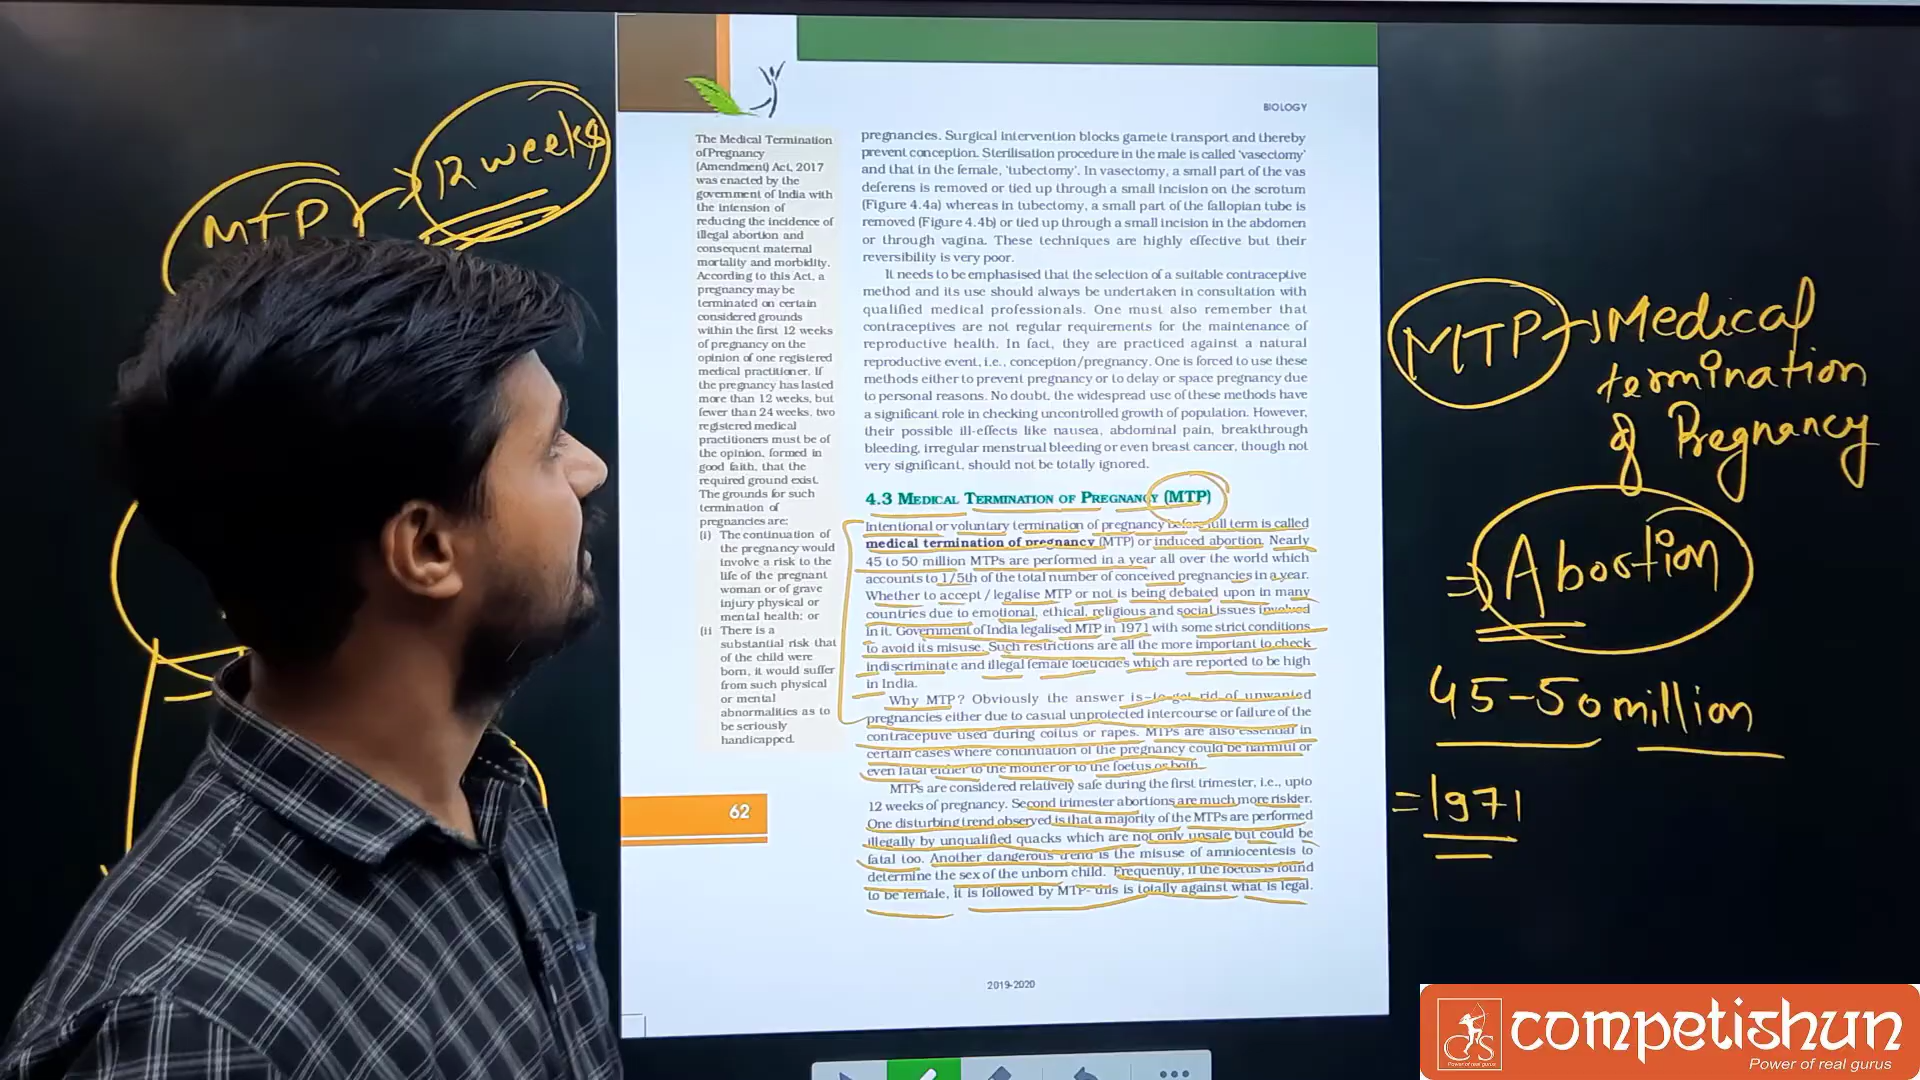 BIOLOGY
The Medical Termination
of Pregnancy
(Amendment) Act, 2017
was enacted by the
government of India with
the intension of
reducing the incidence of
illegal abortion and
consequent maternal
mortality and morbidity.
According to this Act, a
pregnancy may be
terminated on certain
considered grounds
within the first 12 weeks
of pregnancy on the
opinion of one registered
medical practitioner. If
the pregnancy has lasted
more than 12 weeks, but
fewer than 24 weeks, two
registered medical
practitioners must be of
the opinion, formed in
good faith, that the
required ground exist.
The grounds for such
termination of
pregnancies are:
(i) The continuation of
the pregnancy would
involve a risk to the
life of the pregnant
woman or of grave
injury physical or
mental health; or
(ii There is a
substantial risk that
of the child were
born, it would suffer
from such physical
or mental
abnormalities as to
be seriously
handicapped.
62
pregnancies. Surgical intervention blocks gamete transport and thereby
prevent conception. Sterilisation procedure in the male is called ‘vasectomy’
and that in the female, ‘tubectomy’. In vasectomy, a small part of the vas
deferens is removed or tied up through a small incision on the scrotum
(Figure 4.4a) whereas in tubectomy, a small part of the fallopian tube is
removed (Figure 4.4b) or tied up through a small incision in the abdomen
or through vagina. These techniques are highly effective but their
reversibility is very poor.
It needs to be emphasised that the selection of a suitable contraceptive
method and its use should always be undertaken in consultation with
qualified medical professionals. One must also remember that
contraceptives are not regular requirements for the maintenance of
reproductive health. In fact, they are practiced against a natural
reproductive event, i.e., conception/pregnancy. One is forced to use these
methods either to prevent pregnancy or to delay or space pregnancy due
to personal reasons. No doubt, the widespread use of these methods have
a significant role in checking uncontrolled growth of population. However,
their possible ill-effects like nausea, abdominal pain, breakthrough
bleeding, irregular menstrual bleeding or even breast cancer, though not
very significant, should not be totally ignored.
4.3 MEDICAL TERMINATION OF PREGNANCY (MTP)
Intentional or voluntary termination of pregnancy before full term is called
medical termination of pregnancy (MTP) or induced abortion. Nearly
45 to 50 million MTPs are performed in a year all over the world which
accounts to 1/5th of the total number of conceived pregnancies in a year.
Whether to accept / legalise MTP or not is being debated upon in many
countries due to emotional, ethical, religious and social issues involved
in it. Government of India legalised MTP in 1971 with some strict conditions
to avoid its misuse. Such restrictions are all the more important to check
indiscriminate and illegal female foeticides which are reported to be high
in India.
Why MTP? Obviously the answer is–to get rid of unwanted
pregnancies either due to casual unprotected intercourse or failure of the
contraceptive used during coitus or rapes. MTPs are also essential in
certain cases where continuation of the pregnancy could be harmful or
even fatal either to the mother or to the foetus or both.
MTPs are considered relatively safe during the first trimester, i.e., upto
12 weeks of pregnancy. Second trimester abortions are much more riskier.
One disturbing trend observed is that a majority of the MTPs are performed
illegally by unqualified quacks which are not only unsafe but could be
fatal too. Another dangerous trend is the misuse of amniocentesis to
determine the sex of the unborn child. Frequently, if the foetus is found
to be female, it is followed by MTP- this is totally against what is legal.
2019-2020
MTP → 12 weeks
MTP → Medical
termination
of Pregnancy
⇒ Abortion
45-50 million
= 1971
competishun
Power of real gurus